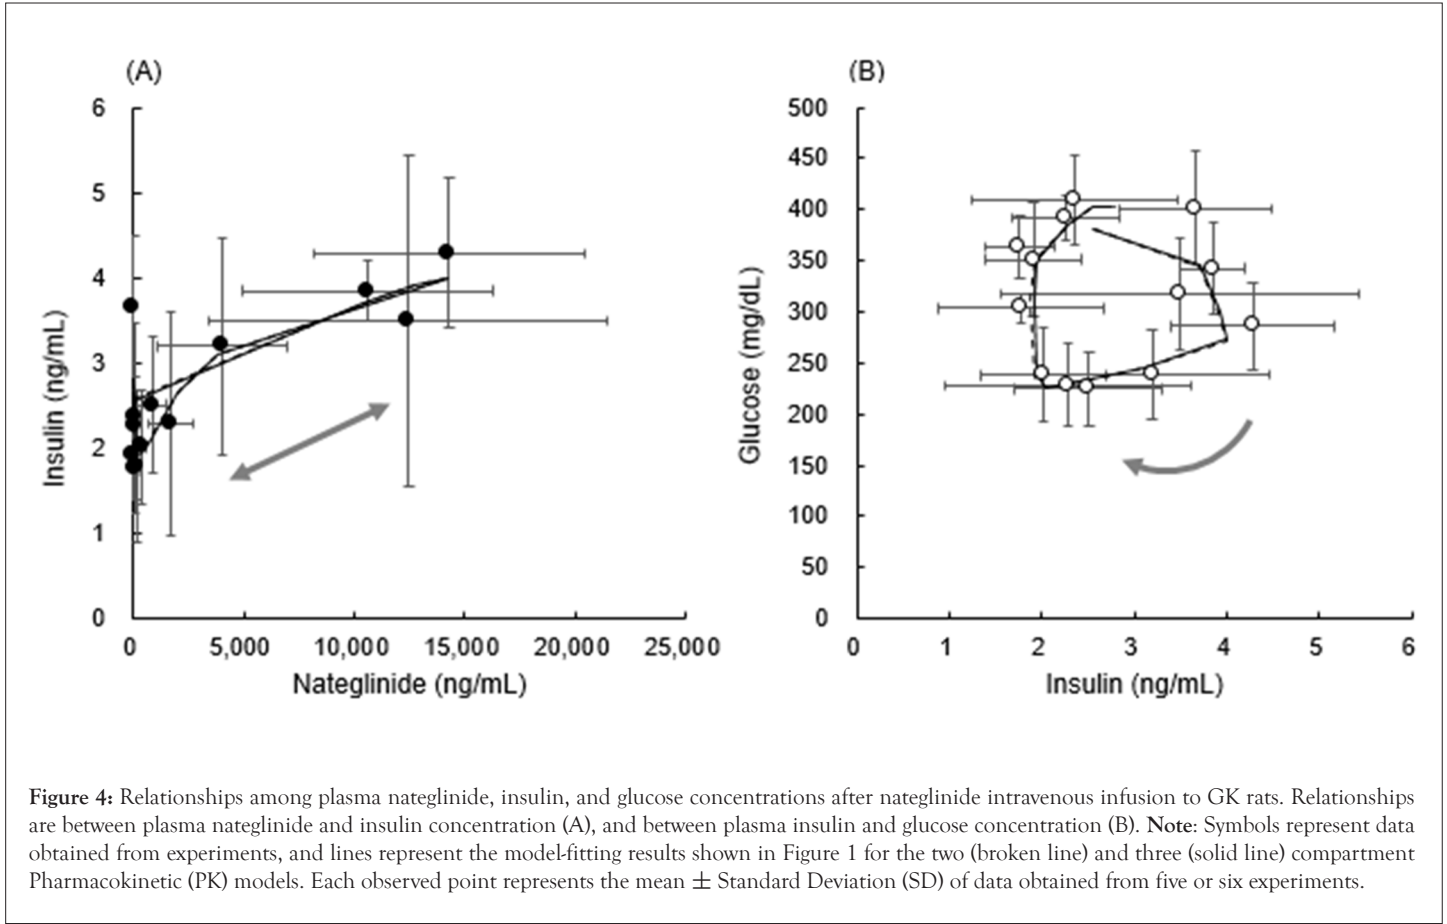 (A)
6
5
4
3
2
1
0
Insulin (ng/mL)
0 5,000 10,000 15,000 20,000 25,000
Nateglinide (ng/mL)
(B)
500
450
400
350
300
250
200
150
100
50
0
Glucose (mg/dL)
0 1 2 3 4 5 6
Insulin (ng/mL)
Figure 4: Relationships among plasma nateglinide, insulin, and glucose concentrations after nateglinide intravenous infusion to GK rats. Relationships
are between plasma nateglinide and insulin concentration (A), and between plasma insulin and glucose concentration (B). Note: Symbols represent data
obtained from experiments, and lines represent the model-fitting results shown in Figure 1 for the two (broken line) and three (solid line) compartment
Pharmacokinetic (PK) models. Each observed point represents the mean ± Standard Deviation (SD) of data obtained from five or six experiments.